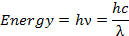 Energy = hν = hc/λ